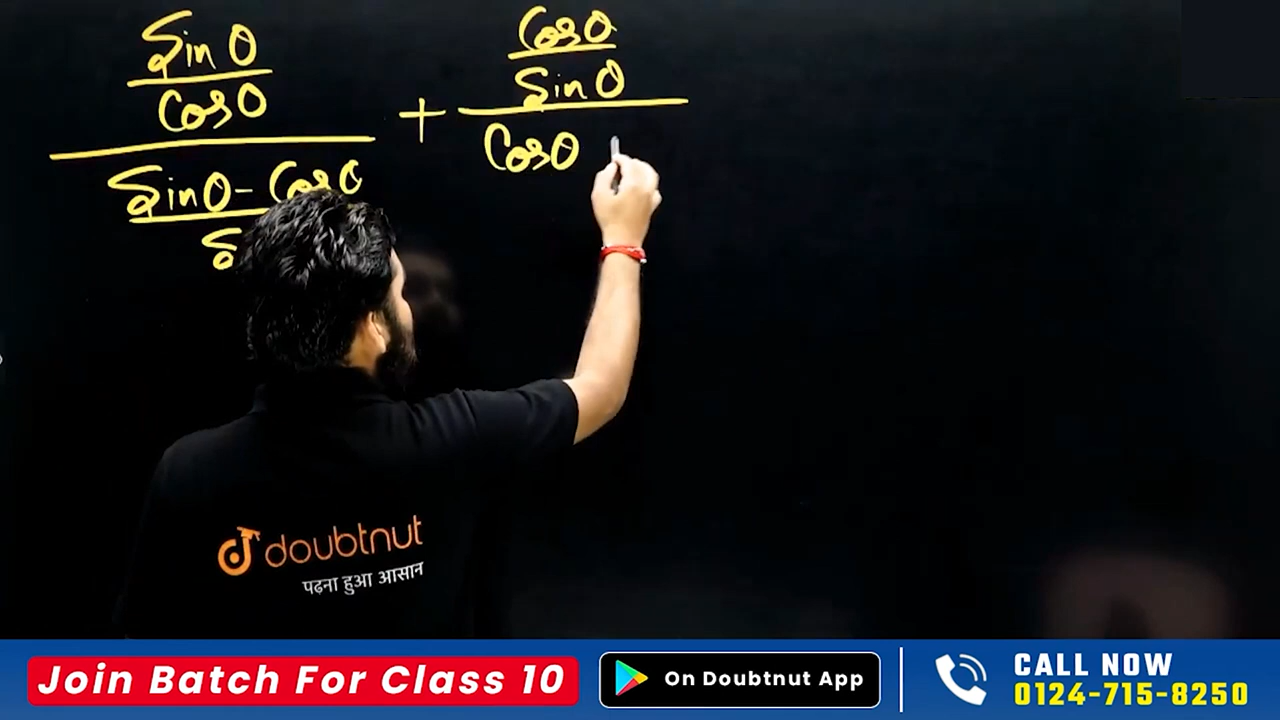 sin θ cos θ
cos θ + sin θ
sin θ - cos θ cos θ
s
doubtnut
पढ़ना हुआ आसान
Join Batch For Class 10 On Doubtnut App CALL NOW
0124-715-8250